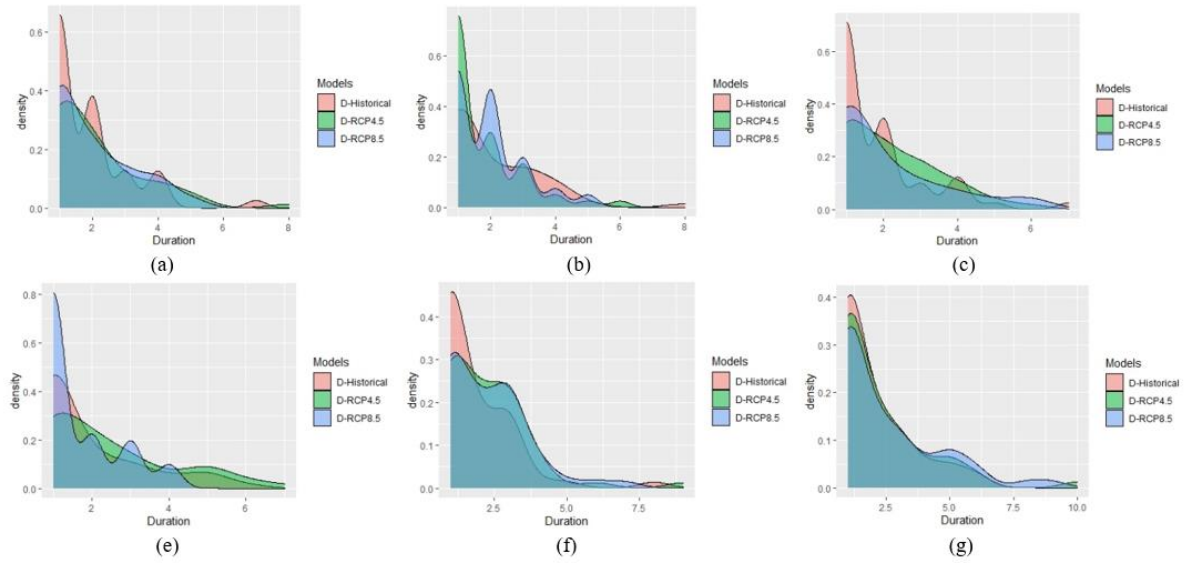 density
0.6
0.4
0.2
0.0
2 4 6 8
Duration
Models
D-Historical
D-RCP4.5
D-RCP8.5
(a)
density
0.6
0.4
0.2
0.0
2 4 6 8
Duration
Models
D-Historical
D-RCP4.5
D-RCP8.5
(b)
density
0.6
0.4
0.2
0.0
2 4 6
Duration
Models
D-Historical
D-RCP4.5
D-RCP8.5
(c)
density
0.8
0.6
0.4
0.2
0.0
2 4 6
Duration
Models
D-Historical
D-RCP4.5
D-RCP8.5
(e)
density
0.4
0.3
0.2
0.1
0.0
2.5 5.0 7.5
Duration
Models
D-Historical
D-RCP4.5
D-RCP8.5
(f)
density
0.4
0.3
0.2
0.1
0.0
2.5 5.0 7.5 10.0
Duration
Models
D-Historical
D-RCP4.5
D-RCP8.5
(g)